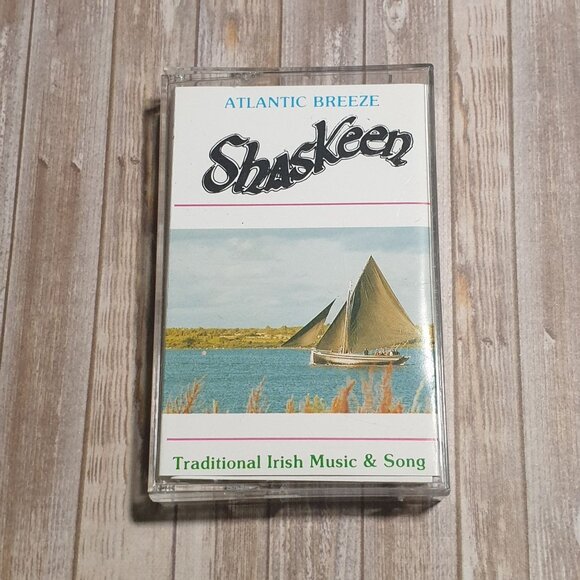 ATLANTIC BREEZE
Shaskeen
Traditional Irish Music & Song